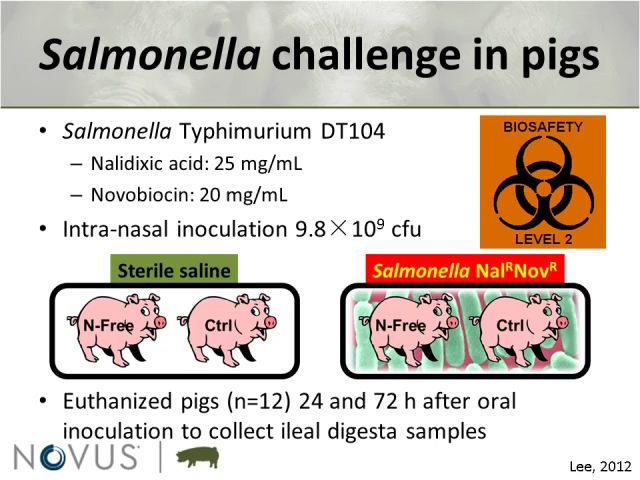 Salmonella challenge in pigs
• Salmonella Typhimurium DT104
– Nalidixic acid: 25 mg/mL
– Novobiocin: 20 mg/mL
• Intra-nasal inoculation 9.8×10⁹ cfu
BIOSAFETY
LEVEL 2
Sterile saline
N-Free Ctrl
Salmonella NalᴿNovᴿ
N-Free Ctrl
• Euthanized pigs (n=12) 24 and 72 h after oral
inoculation to collect ileal digesta samples
NOVUS
Lee, 2012